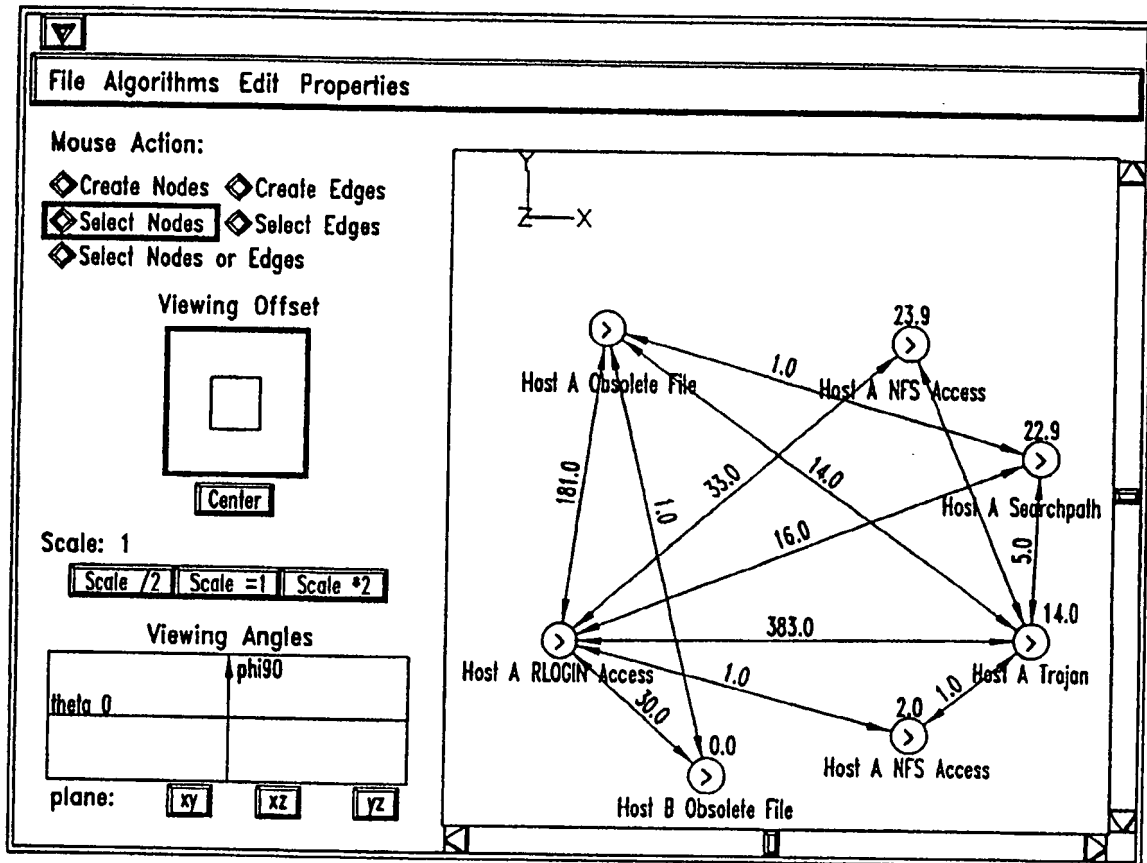 File Algorithms Edit Properties
Mouse Action:
Create Nodes Create Edges
Select Nodes Select Edges
Select Nodes or Edges
Viewing Offset
Center
Scale: 1
Scale /2 Scale =1 Scale *2
Viewing Angles
phi90
theta 0
plane: xy xz yz
Y
Z X
23.9
1.0
Host A Obsolete File
Host A NFS Access
22.9
181.0
33.0
14.0
1.0
Host A Searchpath
16.0
5.0
14.0
383.0
Host A RLOGIN Access
Host A Trojan
1.0
1.0
30.0
2.0
0.0
Host A NFS Access
Host B Obsolete File